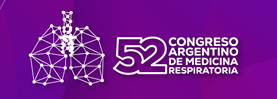 52
CONGRESO
ARGENTINO
DE MEDICINA
RESPIRATORIA